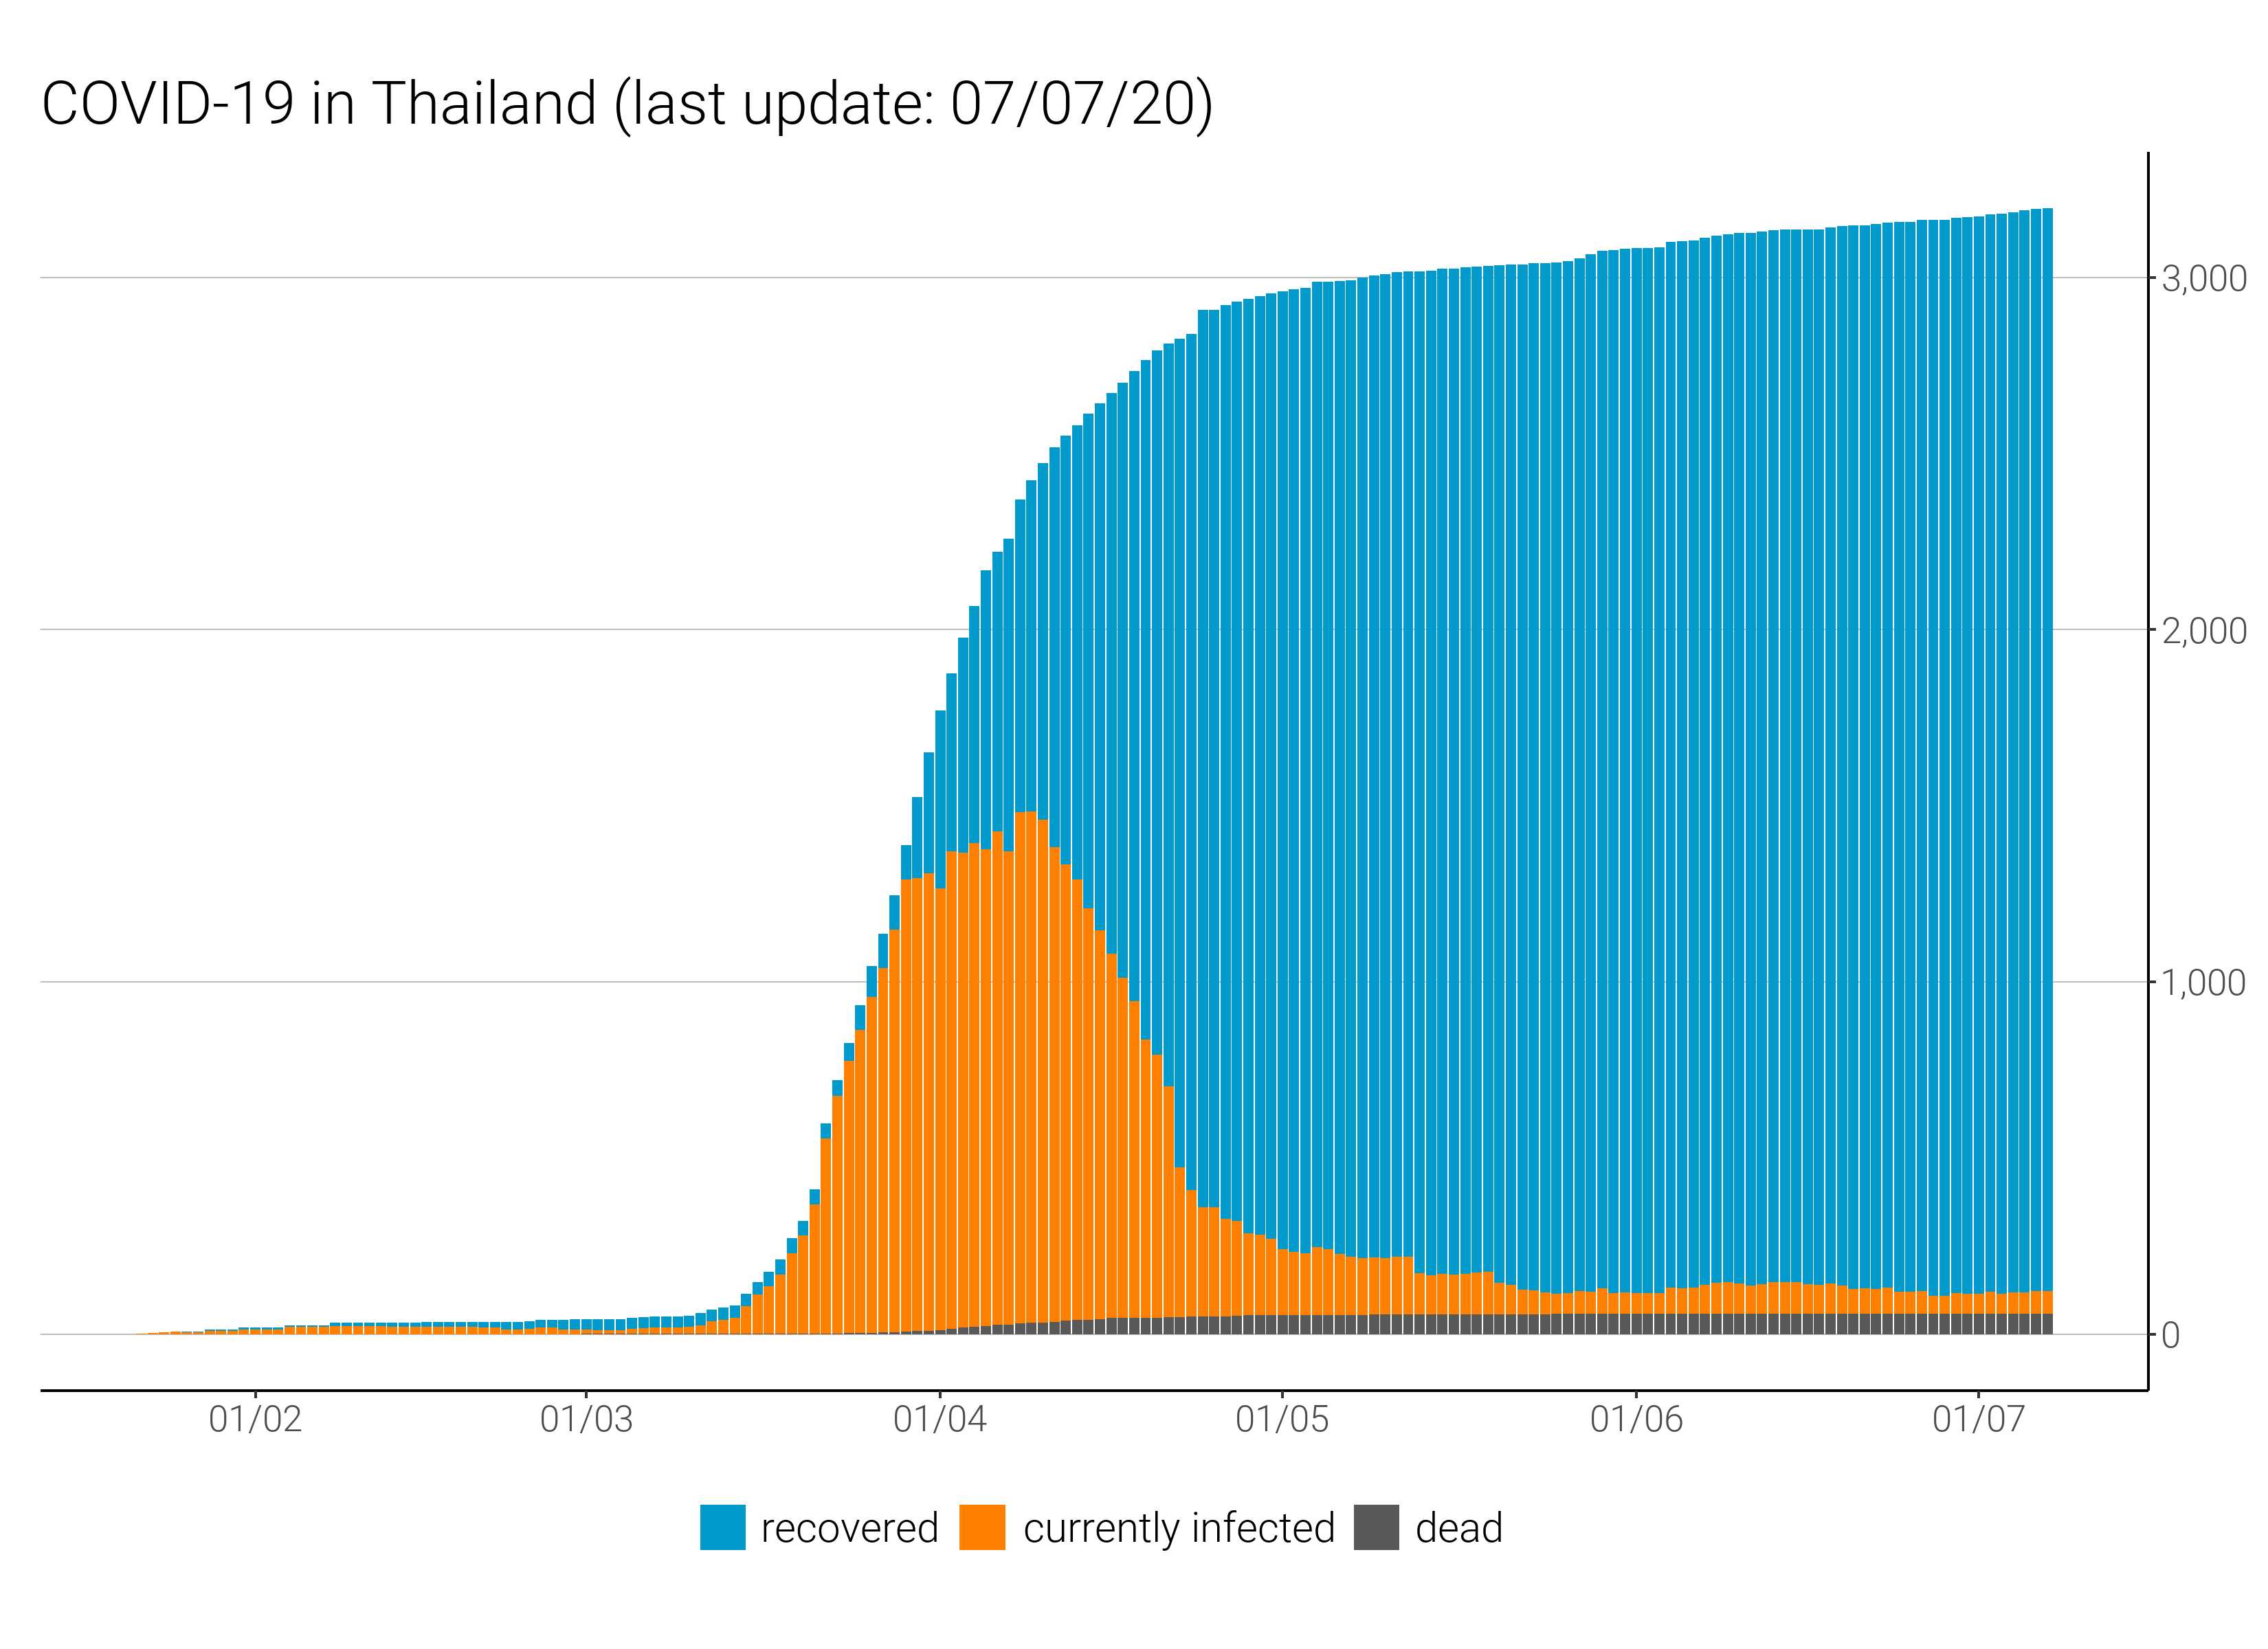 COVID-19 in Thailand (last update: 07/07/20)
3,000
2,000
1,000
0
01/02 01/03 01/04 01/05 01/06 01/07
recovered currently infected dead